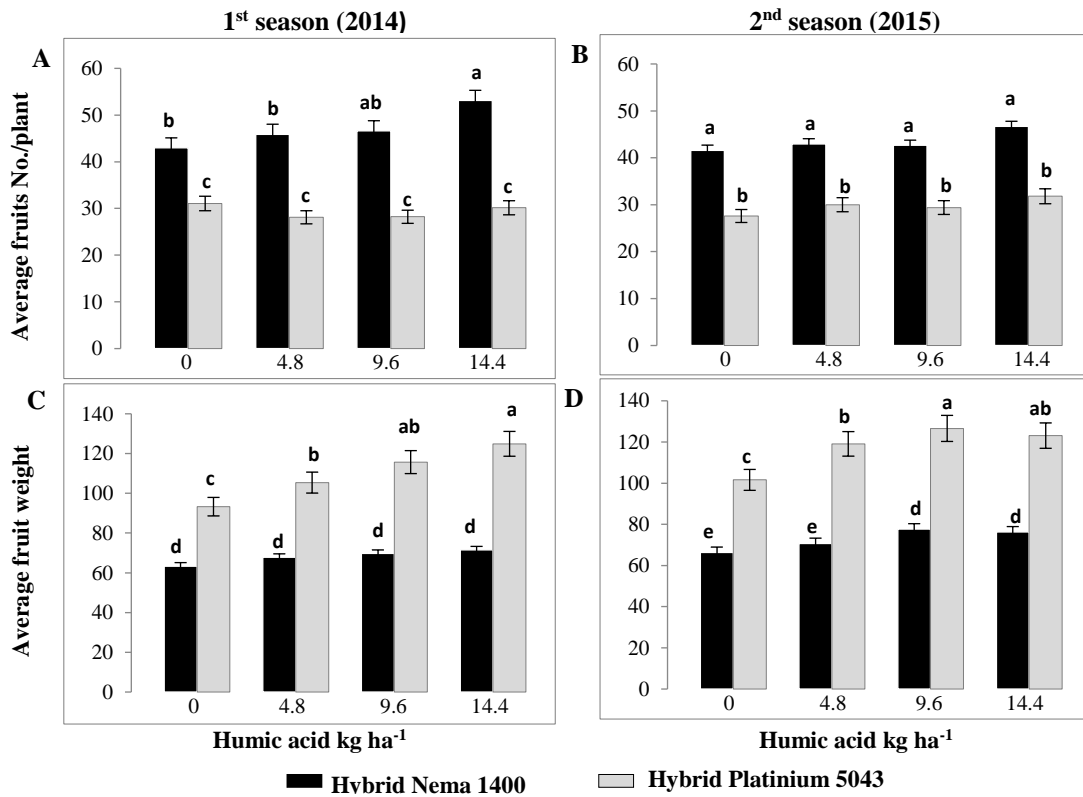 1st season (2014)
2nd season (2015)
A
Average fruits No./plant
60
50
40
30
20
10
0
b
c
b
c
ab
c
a
c
0
4.8
9.6
14.4
B
60
50
40
30
20
10
0
a
b
a
b
a
b
a
b
0
4.8
9.6
14.4
C
Average fruit weight
140
120
100
80
60
40
20
0
d
c
d
b
d
ab
d
a
0
4.8
9.6
14.4
Humic acid kg ha-1
D
140
120
100
80
60
40
20
0
e
c
e
b
d
a
d
ab
0
4.8
9.6
14.4
Humic acid kg ha-1
Hybrid Nema 1400
Hybrid Platinium 5043